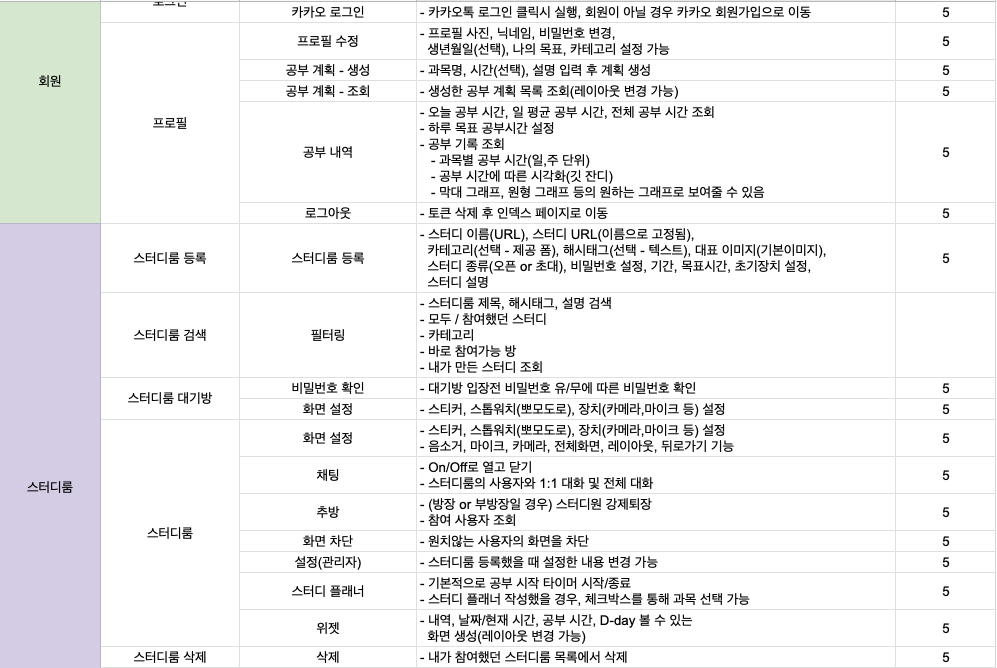 로그인
카카오 로그인
- 카카오톡 로그인 클릭시 실행, 회원이 아닐 경우 카카오 회원가입으로 이동
5
회원
프로필
프로필 수정
- 프로필 사진, 닉네임, 비밀번호 변경,
생년월일(선택), 나의 목표, 카테고리 설정 가능
5
공부 계획 - 생성
- 과목명, 시간(선택), 설명 입력 후 계획 생성
5
공부 계획 - 조회
- 생성한 공부 계획 목록 조회(레이아웃 변경 가능)
5
공부 내역
- 오늘 공부 시간, 일 평균 공부 시간, 전체 공부 시간 조회
- 하루 목표 공부시간 설정
- 공부 기록 조회
- 과목별 공부 시간(일,주 단위)
- 공부 시간에 따른 시각화(깃 잔디)
- 막대 그래프, 원형 그래프 등의 원하는 그래프로 보여줄 수 있음
5
로그아웃
- 토큰 삭제 후 인덱스 페이지로 이동
5
스터디룸
스터디룸 등록
스터디룸 등록
- 스터디 이름(URL), 스터디 URL(이름으로 고정됨),
카테고리(선택 - 제공 폼), 해시태그(선택 - 텍스트), 대표 이미지(기본이미지),
스터디 종류(오픈 or 초대), 비밀번호 설정, 기간, 목표시간, 초기장치 설정,
스터디 설명
5
스터디룸 검색
필터링
- 스터디룸 제목, 해시태그, 설명 검색
- 모두 / 참여했던 스터디
- 카테고리
- 바로 참여가능 방
- 내가 만든 스터디 조회
스터디룸 대기방
비밀번호 확인
- 대기방 입장전 비밀번호 유/무에 따른 비밀번호 확인
5
화면 설정
- 스티커, 스톱워치(뽀모도로), 장치(카메라,마이크 등) 설정
5
스터디룸
화면 설정
- 스티커, 스톱워치(뽀모도로), 장치(카메라,마이크 등) 설정
- 음소거, 마이크, 카메라, 전체화면, 레이아웃, 뒤로가기 기능
5
채팅
- On/Off로 열고 닫기
- 스터디룸의 사용자와 1:1 대화 및 전체 대화
5
추방
- (방장 or 부방장일 경우) 스터디원 강제퇴장
- 참여 사용자 조회
5
화면 차단
- 원치않는 사용자의 화면을 차단
5
설정(관리자)
- 스터디룸 등록했을 때 설정한 내용 변경 가능
5
스터디 플래너
- 기본적으로 공부 시작 타이머 시작/종료
- 스터디 플래너 작성했을 경우, 체크박스를 통해 과목 선택 가능
5
위젯
- 내역, 날짜/현재 시간, 공부 시간, D-day 볼 수 있는
화면 생성(레이아웃 변경 가능)
5
스터디룸 삭제
삭제
- 내가 참여했던 스터디룸 목록에서 삭제
5